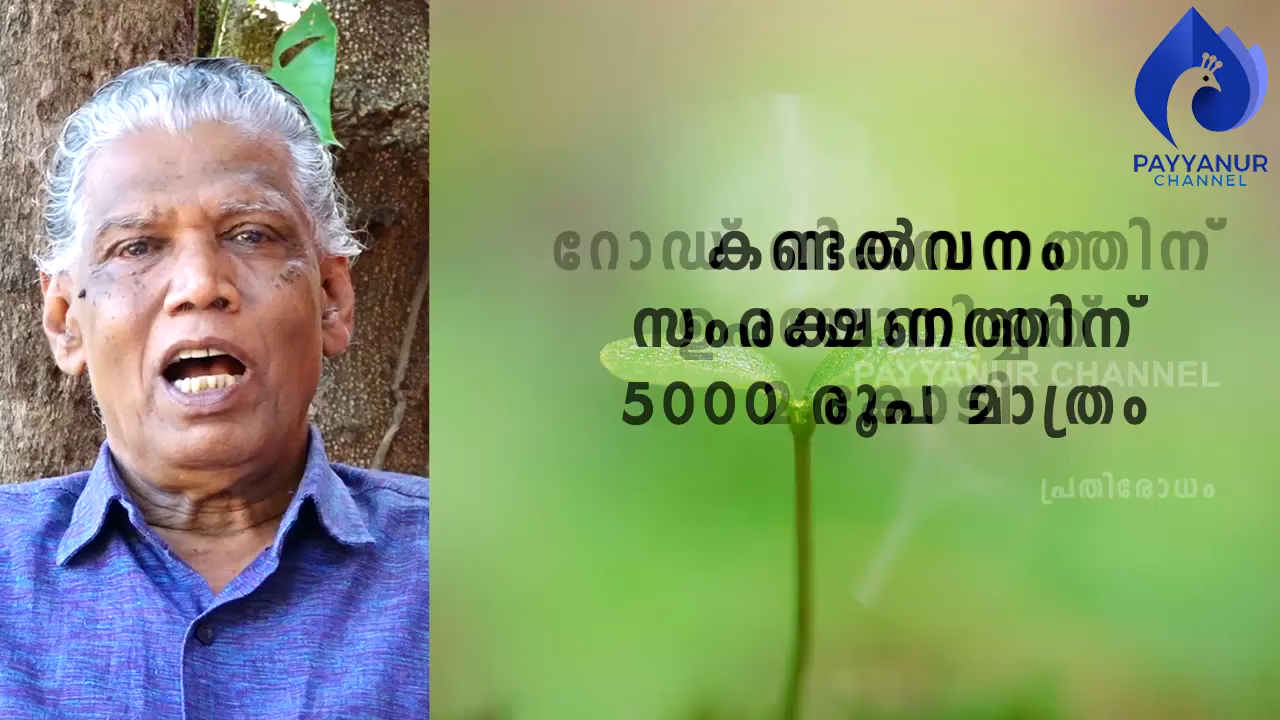 PAYYANUR
CHANNEL
കണ്ടൽവനം
സംരക്ഷണത്തിന്
5000 രൂപ മാത്രം
PAYYANUR CHANNEL
പ്രതിരോധം